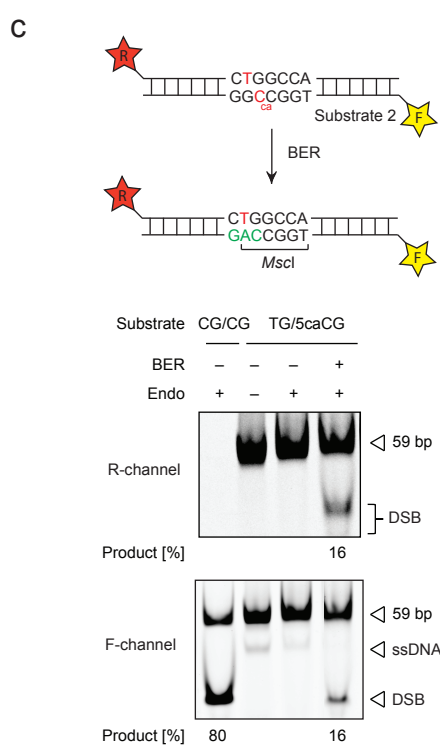 C
R
CTGGCCA
GGCCGGT
ca
Substrate 2
F
BER
R
CTGGCCA
GACCGGT
MscI
F
Substrate CG/CG TG/5caCG
BER – – – +
Endo + – + +
R-channel
59 bp
DSB
Product [%] 16
F-channel
59 bp
ssDNA
DSB
Product [%] 80 16